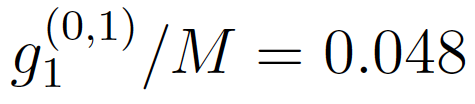 g_1^{(0,1)}/M = 0.048